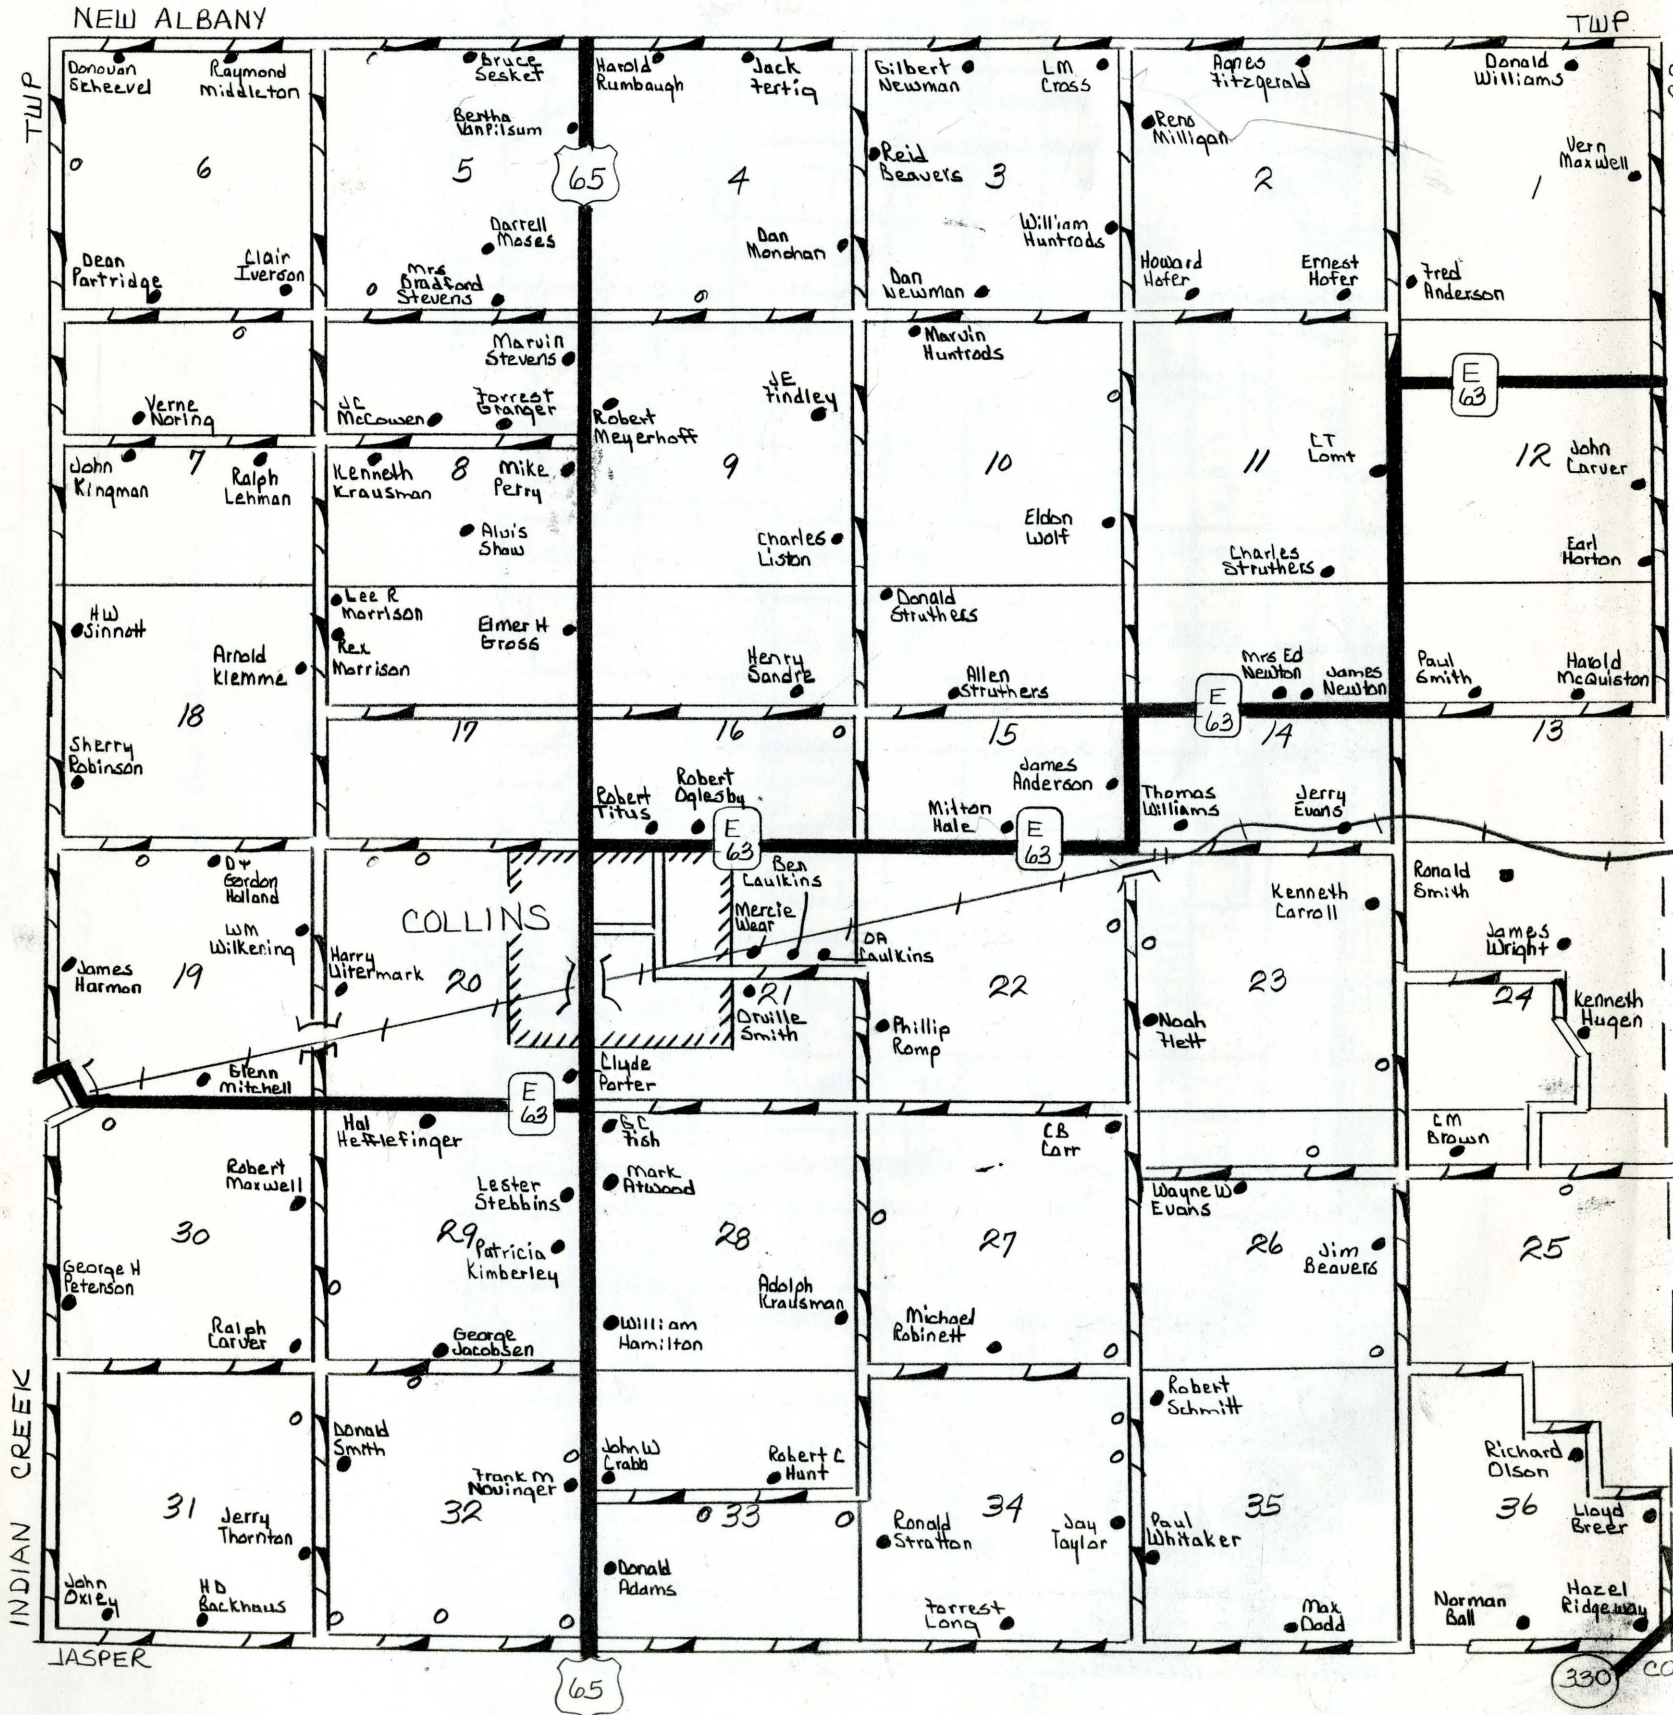 NEW ALBANY
TWP
TWP
Donovan
Scheevel
Raymond
Middleton
6
Dean
Partridge
Clair
Iverson
Bruce
Sesker
Bertha
VanPilsum
5
65
Darrell
Moses
Mrs
Bradford
Stevens
Harold
Rumbaugh
Jack
Fertig
4
Dan
Monahan
Gilbert
Newman
LM
Cross
Reid
Beavers
3
William
Huntrods
Dan
Newman
Agnes
Fitzgerald
Reno
Milligan
2
Howard
Hofer
Ernest
Hofer
Donald
Williams
Vern
Maxwell
1
Fred
Anderson
Verne
Noring
John
Kingman
7
Ralph
Lehman
Marvin
Stevens
JC
McCowen
Forrest
Granger
Kenneth
Krausman
8
Mike
Perry
Alvis
Shaw
JE
Findley
Robert
Meyerhoff
9
Charles
Liston
Marvin
Huntrods
10
Eldon
Wolf
LT
Lomt
11
Charles
Struthers
E
63
12
John
Carver
Earl
Horton
HW
Sinnott
Arnold
Klemme
18
Sherry
Robinson
Lee R
Morrison
Rex
Morrison
Elmer H
Gross
17
Henry
Sandre
16
Robert
Titus
Robert
Oglesby
E
63
Donald
Struthers
Allen
Struthers
15
James
Anderson
Milton
Hale
E
63
Mrs Ed
Newton
James
Newton
E
63
14
Thomas
Williams
Jerry
Evans
Paul
Smith
Harold
McQuiston
13
D+
Gordon
Holland
WM
Wilkering
James
Harmon
19
Glenn
Mitchell
COLLINS
Harry
Uitermark
20
E
63
Ben
Caulkins
Mercie
Wear
DA
Caulkins
21
Orville
Smith
Clyde
Porter
22
Phillip
Romp
Kenneth
Carroll
23
Noah
Flett
Ronald
Smith
James
Wright
24
Kenneth
Hugen
CM
Brown
Robert
Maxwell
30
George H
Peterson
Ralph
Carver
Hal
Hefflefinger
Lester
Stebbins
29
Patricia
Kimberley
George
Jacobsen
GC
Fish
Mark
Atwood
28
Adolph
Krausman
William
Hamilton
CB
Carr
27
Michael
Robinett
Wayne W
Evans
26
Jim
Beavers
25
INDIAN CREEK
31
Jerry
Thornton
John
Oxley
HD
Backhaus
Donald
Smith
Frank M
Novinger
32
John W
Crabb
Robert C
Hunt
33
Donald
Adams
34
Ronald
Stratton
Jay
Taylor
Forrest
Long
Robert
Schmitt
35
Paul
Whitaker
Max
Dodd
Richard
Olson
36
Lloyd
Breer
Norman
Ball
Hazel
Ridgeway
JASPER
65
330
CO